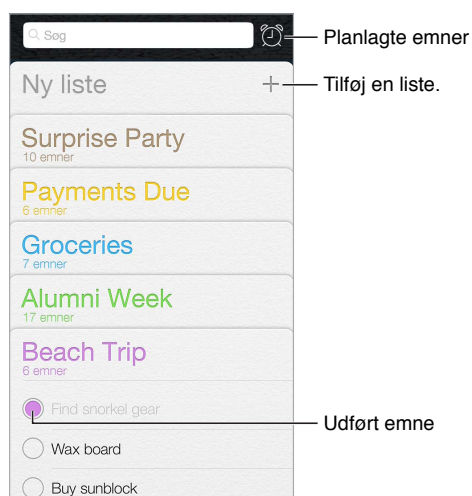 Søg
Planlagte emner
Ny liste
Tilføj en liste.
Surprise Party
10 emner
Payments Due
6 emner
Groceries
7 emner
Alumni Week
17 emner
Beach Trip
6 emner
Find snorkel gear
Udført emne
Wax board
Buy sunblock